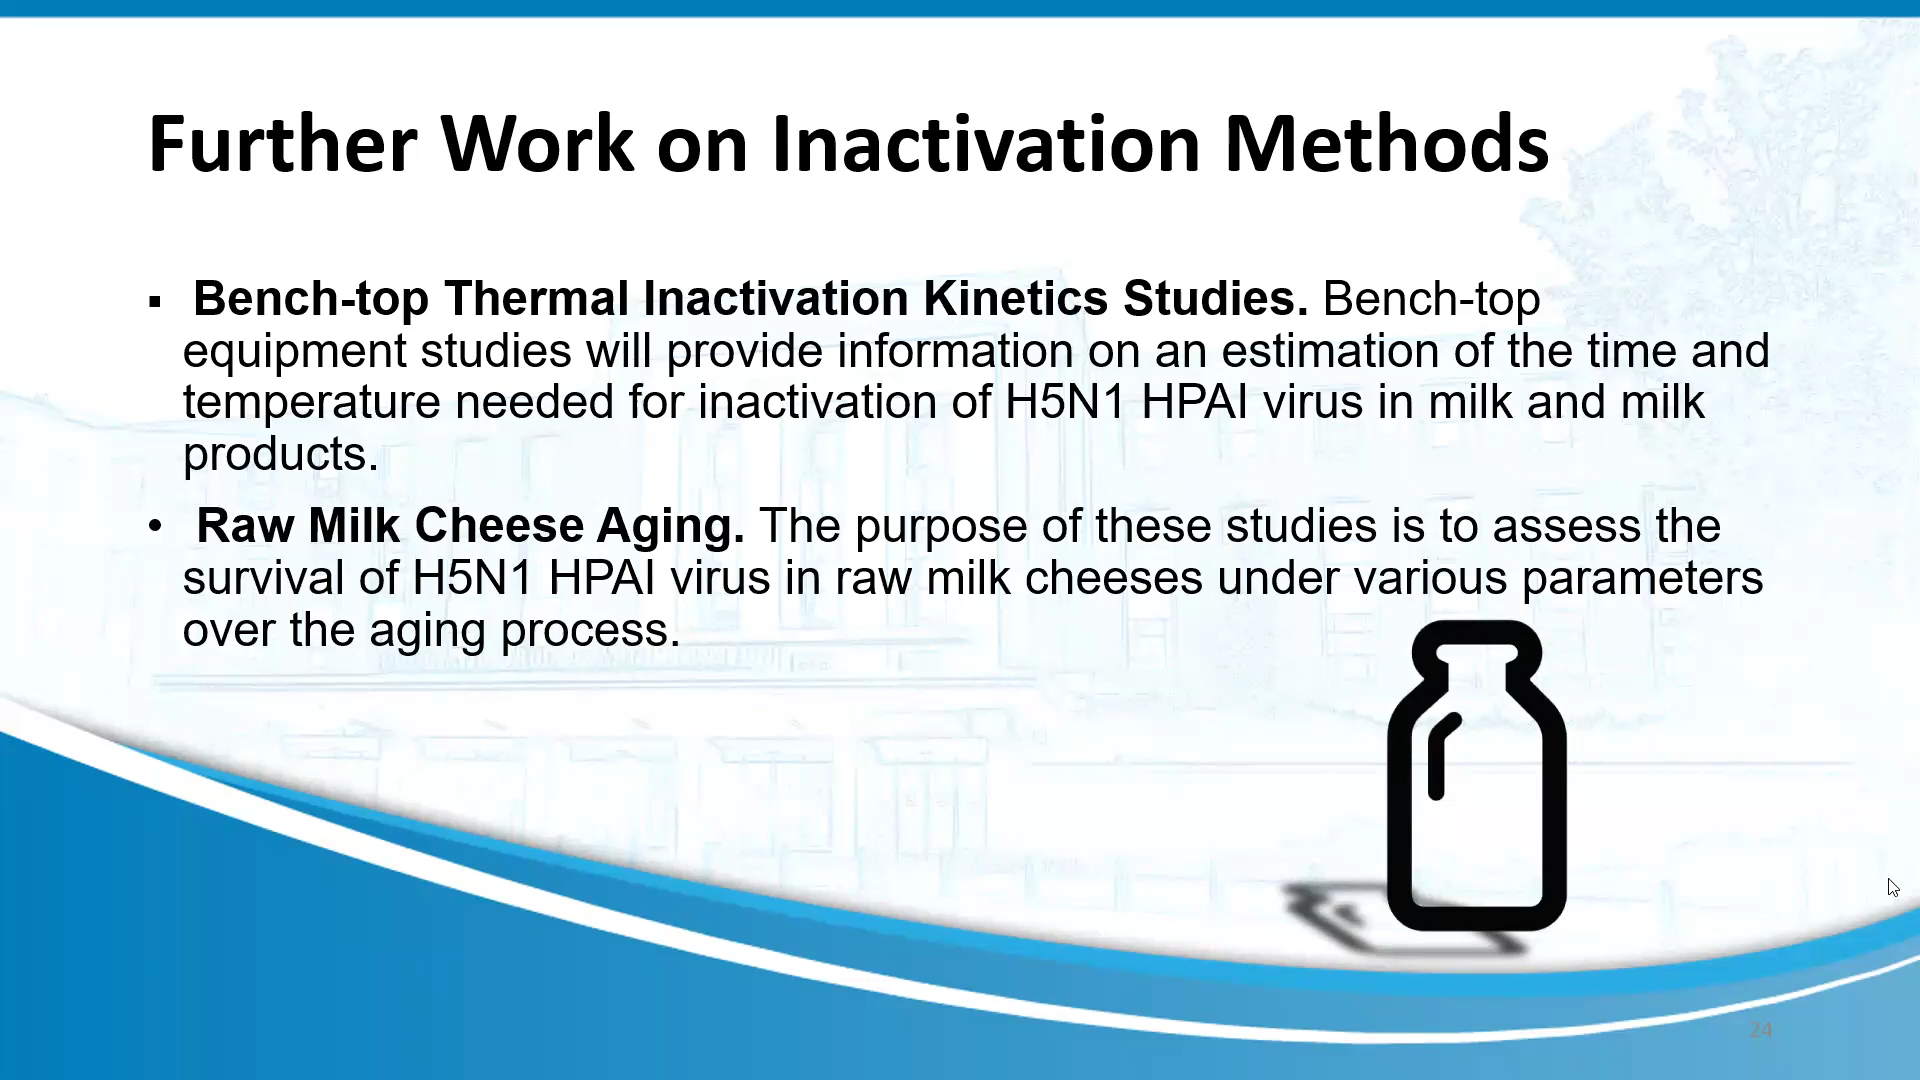 Further Work on Inactivation Methods
▪ Bench-top Thermal Inactivation Kinetics Studies. Bench-top
equipment studies will provide information on an estimation of the time and
temperature needed for inactivation of H5N1 HPAI virus in milk and milk
products.
• Raw Milk Cheese Aging. The purpose of these studies is to assess the
survival of H5N1 HPAI virus in raw milk cheeses under various parameters
over the aging process.
24